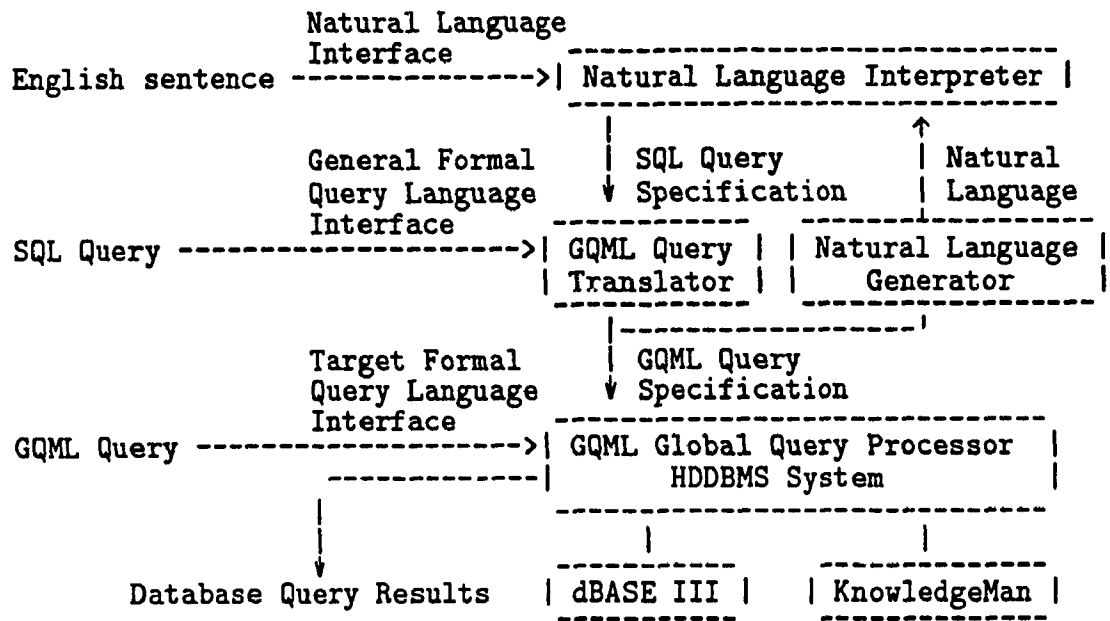 Natural Language
Interface
English sentence -------------->| Natural Language Interpreter |
General Formal
Query Language
Interface
SQL Query
Specification
Natural
Language
SQL Query ------------------->| GQML Query | | Natural Language |
| Translator | | Generator |
Target Formal
Query Language
Interface
GQML Query
Specification
GQML Query ------------------>| GQML Global Query Processor |
HDDBMS System |
Database Query Results | dBASE III | | KnowledgeMan |